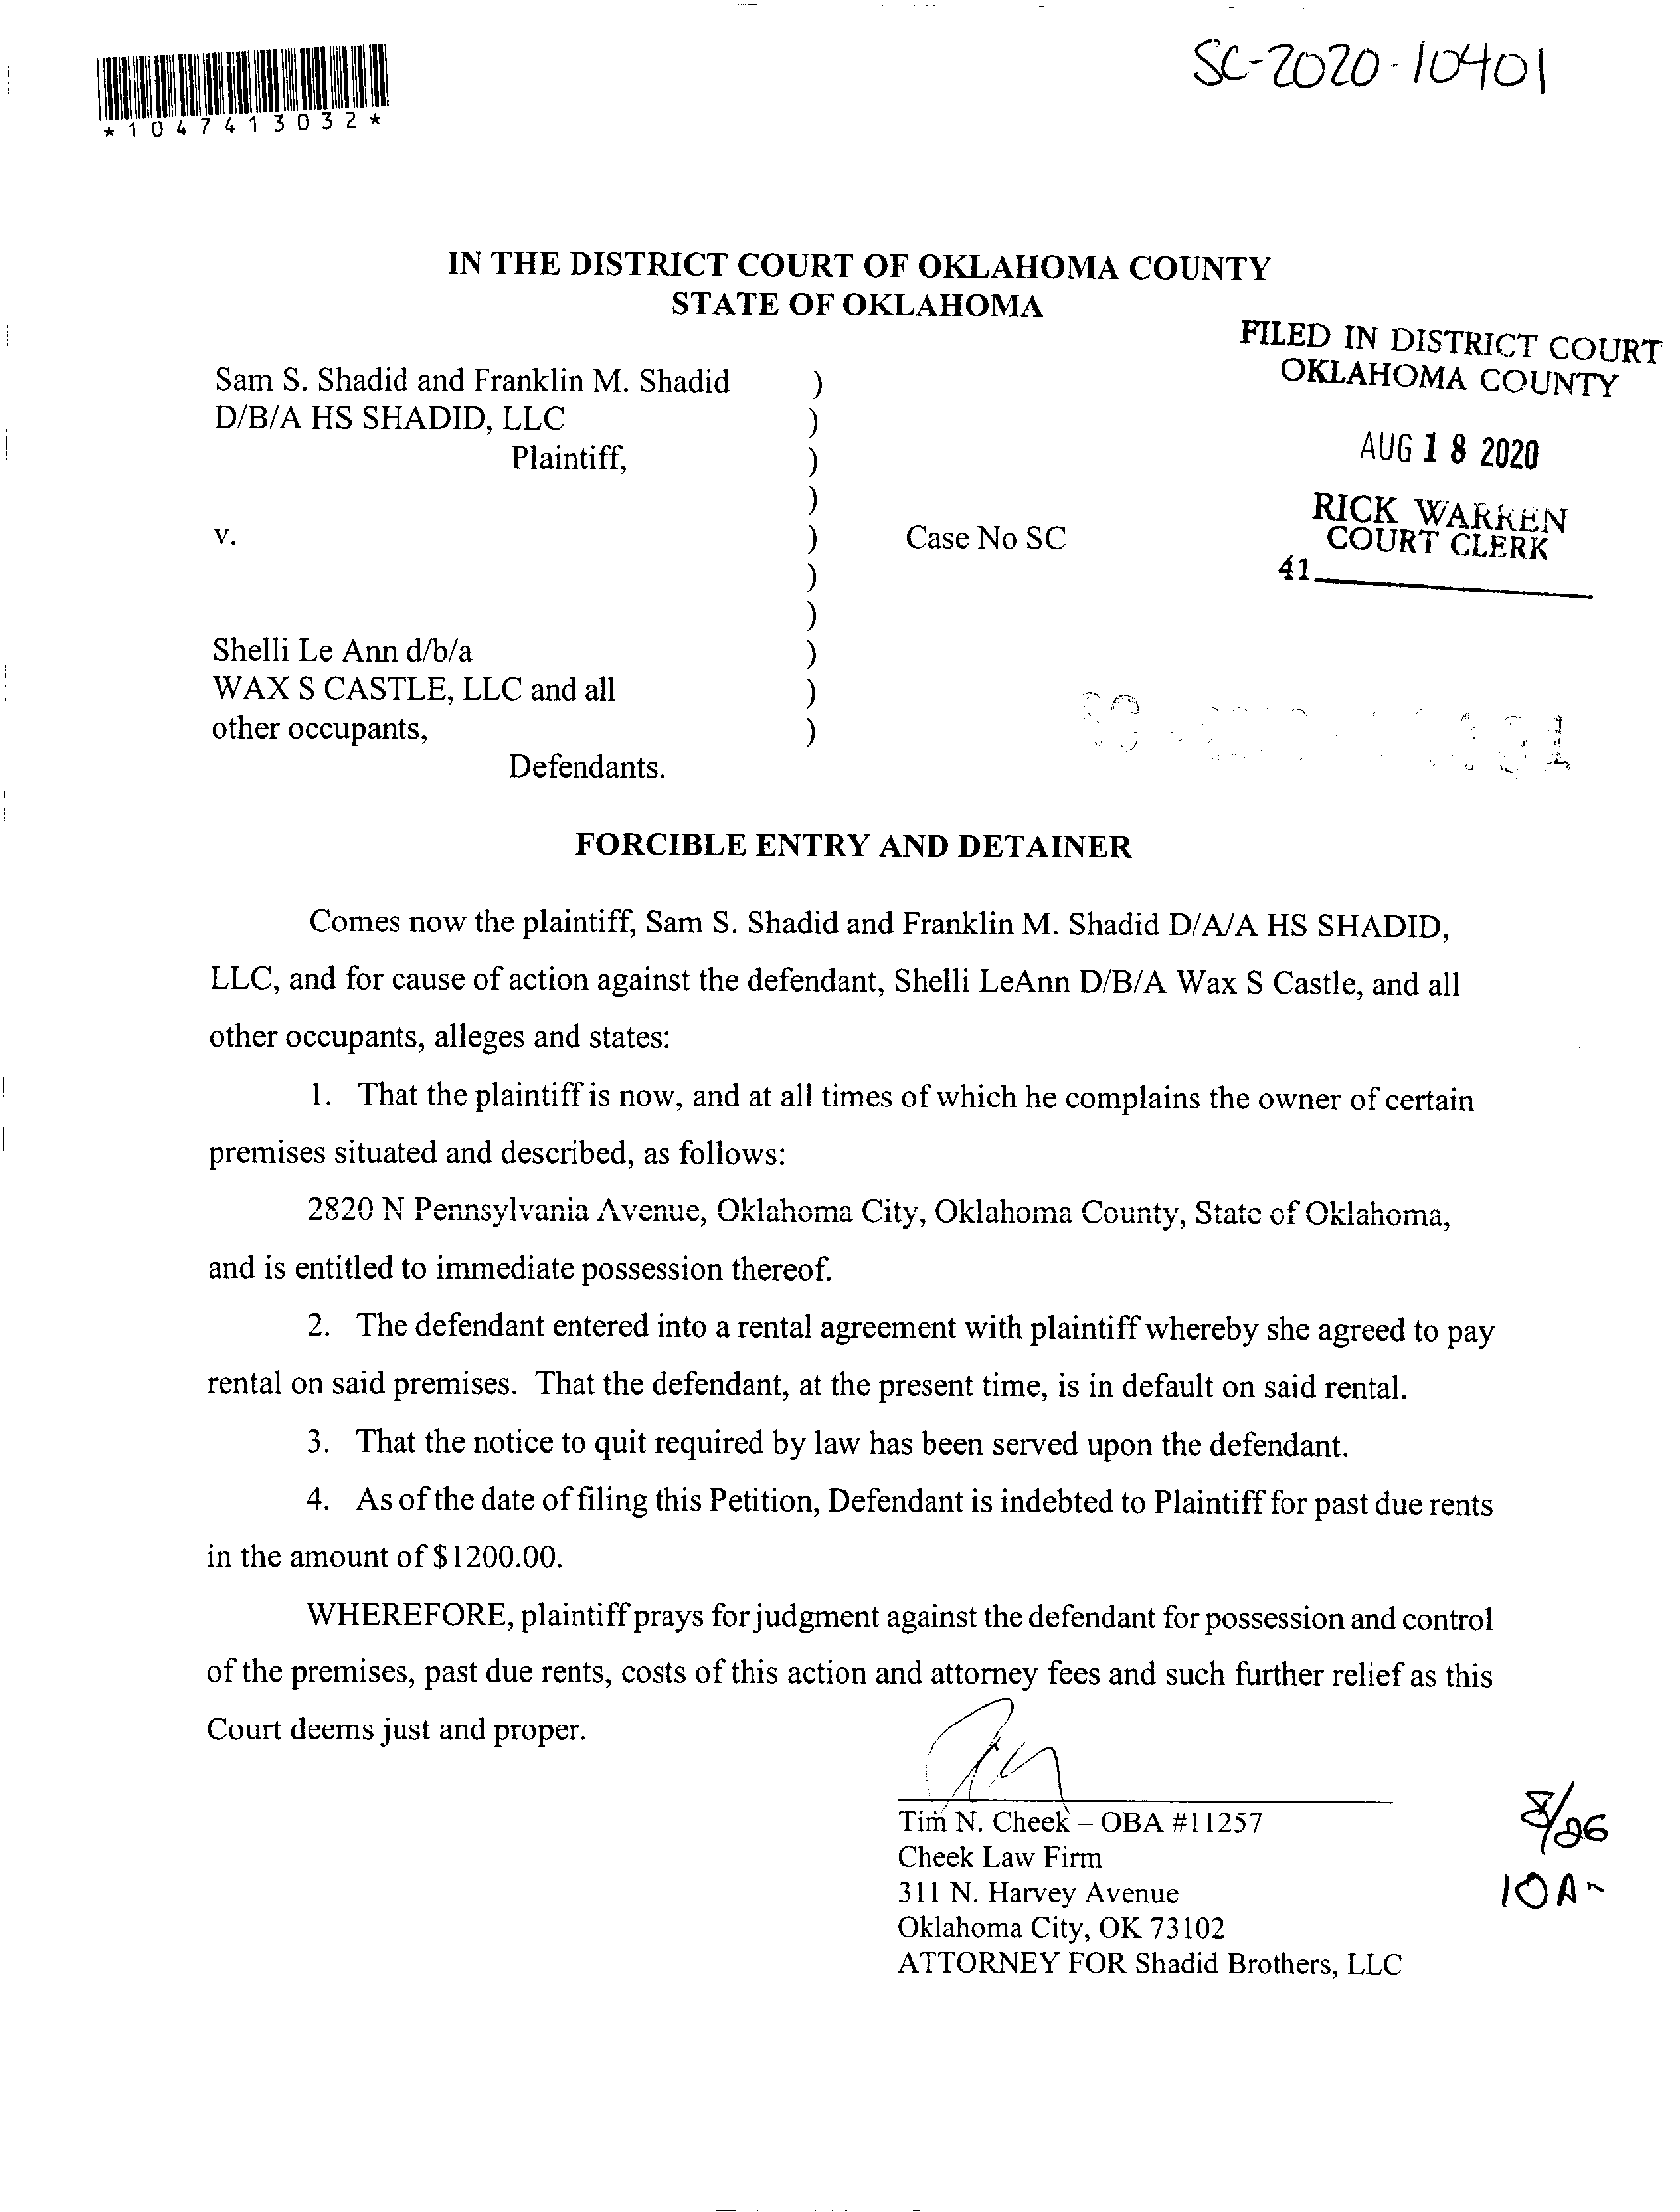 SC-2020-10401
*1047413032*
IN THE DISTRICT COURT OF OKLAHOMA COUNTY
STATE OF OKLAHOMA
FILED IN DISTRICT COURT
OKLAHOMA COUNTY
AUG 18 2020
RICK WARREN
COURT CLERK
41
Sam S. Shadid and Franklin M. Shadid )
D/B/A HS SHADID, LLC )
Plaintiff, )
)
v. ) Case No SC
)
)
Shelli Le Ann d/b/a )
WAX S CASTLE, LLC and all )
other occupants, )
Defendants.
FORCIBLE ENTRY AND DETAINER
Comes now the plaintiff, Sam S. Shadid and Franklin M. Shadid D/A/A HS SHADID,
LLC, and for cause of action against the defendant, Shelli LeAnn D/B/A Wax S Castle, and all
other occupants, alleges and states:
1. That the plaintiff is now, and at all times of which he complains the owner of certain
premises situated and described, as follows:
2820 N Pennsylvania Avenue, Oklahoma City, Oklahoma County, State of Oklahoma,
and is entitled to immediate possession thereof.
2. The defendant entered into a rental agreement with plaintiff whereby she agreed to pay
rental on said premises. That the defendant, at the present time, is in default on said rental.
3. That the notice to quit required by law has been served upon the defendant.
4. As of the date of filing this Petition, Defendant is indebted to Plaintiff for past due rents
in the amount of $1200.00.
WHEREFORE, plaintiff prays for judgment against the defendant for possession and control
of the premises, past due rents, costs of this action and attorney fees and such further relief as this
Court deems just and proper.
Tim N. Cheek – OBA #11257
Cheek Law Firm
311 N. Harvey Avenue
Oklahoma City, OK 73102
ATTORNEY FOR Shadid Brothers, LLC
8/26
10A